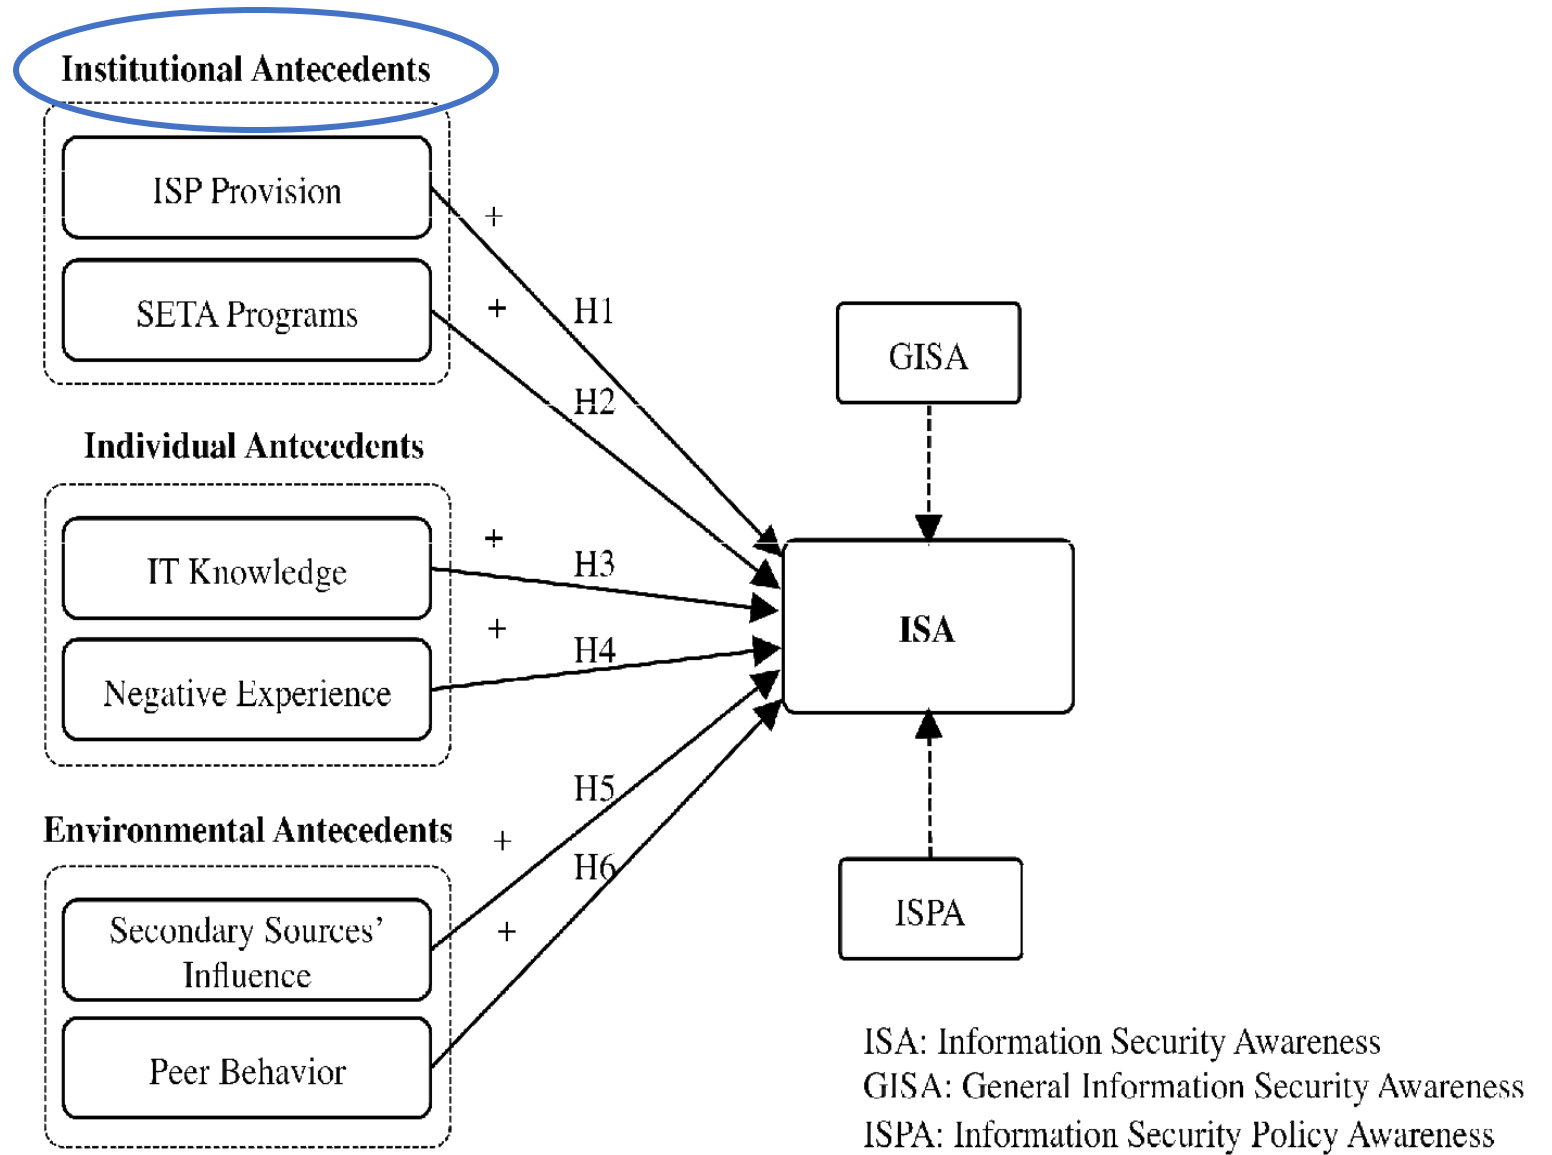 Institutional Antecedents
ISP Provision
+
SETA Programs
+
H1
H2
GISA
Individual Antecedents
IT Knowledge
+
H3
Negative Experience
+
H4
ISA
Environmental Antecedents
Secondary Sources’
Influence
+
H5
Peer Behavior
+
H6
ISPA
ISA: Information Security Awareness
GISA: General Information Security Awareness
ISPA: Information Security Policy Awareness